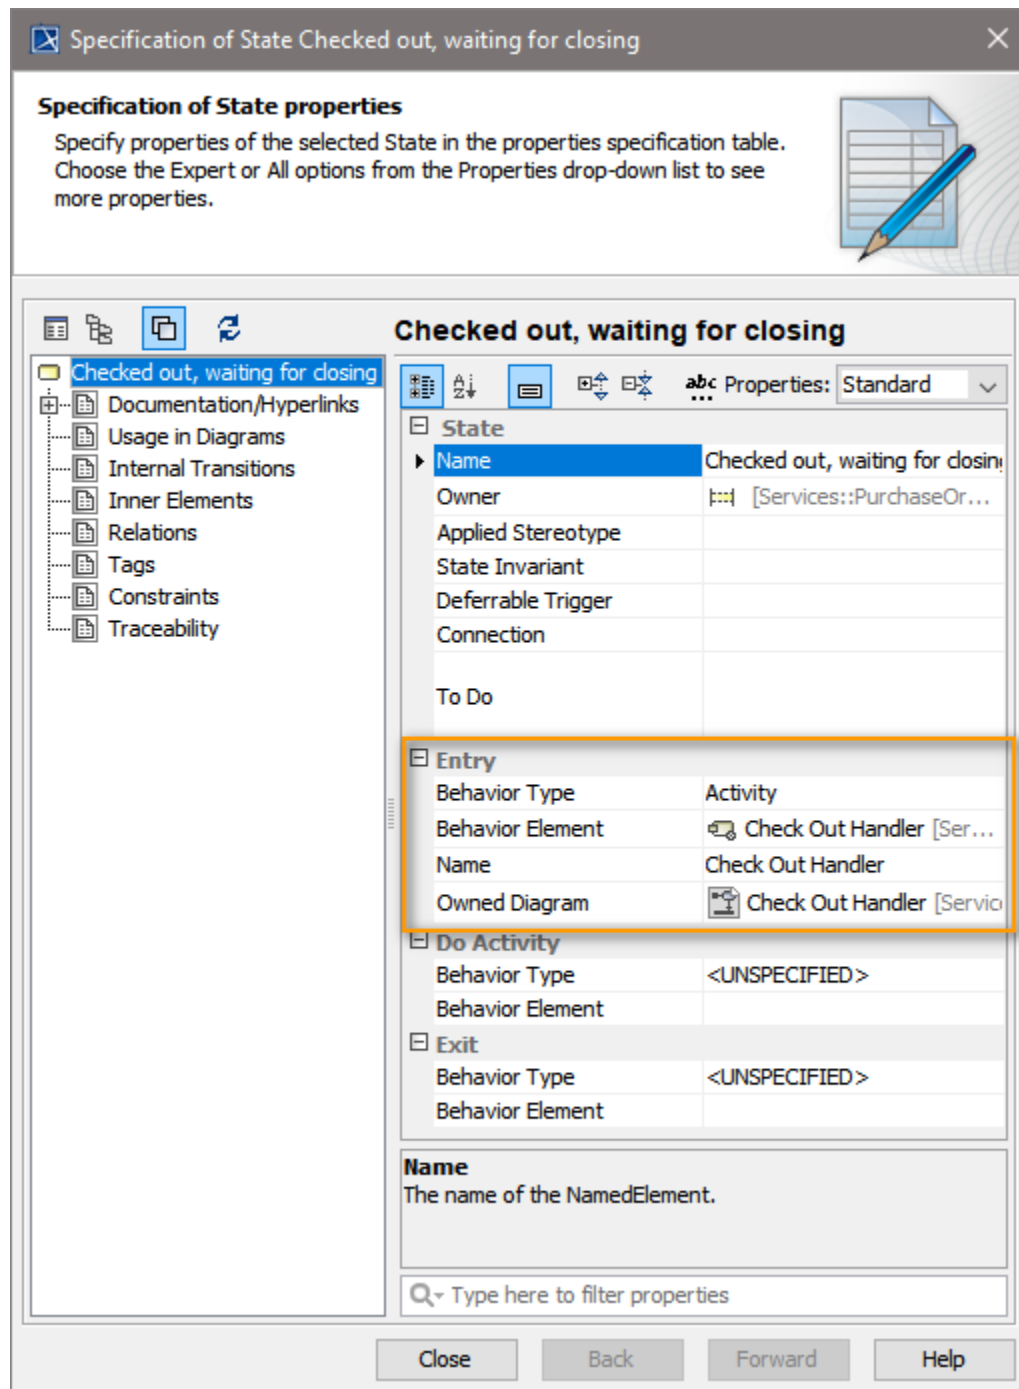 Specification of State Checked out, waiting for closing
Specification of State properties
Specify properties of the selected State in the properties specification table.
Choose the Expert or All options from the Properties drop-down list to see
more properties.
Checked out, waiting for closing
Documentation/Hyperlinks
Usage in Diagrams
Internal Transitions
Inner Elements
Relations
Tags
Constraints
Traceability
Checked out, waiting for closing
abc Properties: Standard
State
Name Checked out, waiting for closin
Owner [Services::PurchaseOr...
Applied Stereotype
State Invariant
Deferrable Trigger
Connection
To Do
Entry
Behavior Type Activity
Behavior Element Check Out Handler [Ser...
Name Check Out Handler
Owned Diagram Check Out Handler [Servic
Do Activity
Behavior Type <UNSPECIFIED>
Behavior Element
Exit
Behavior Type <UNSPECIFIED>
Behavior Element
Name
The name of the NamedElement.
Type here to filter properties
Close Back Forward Help